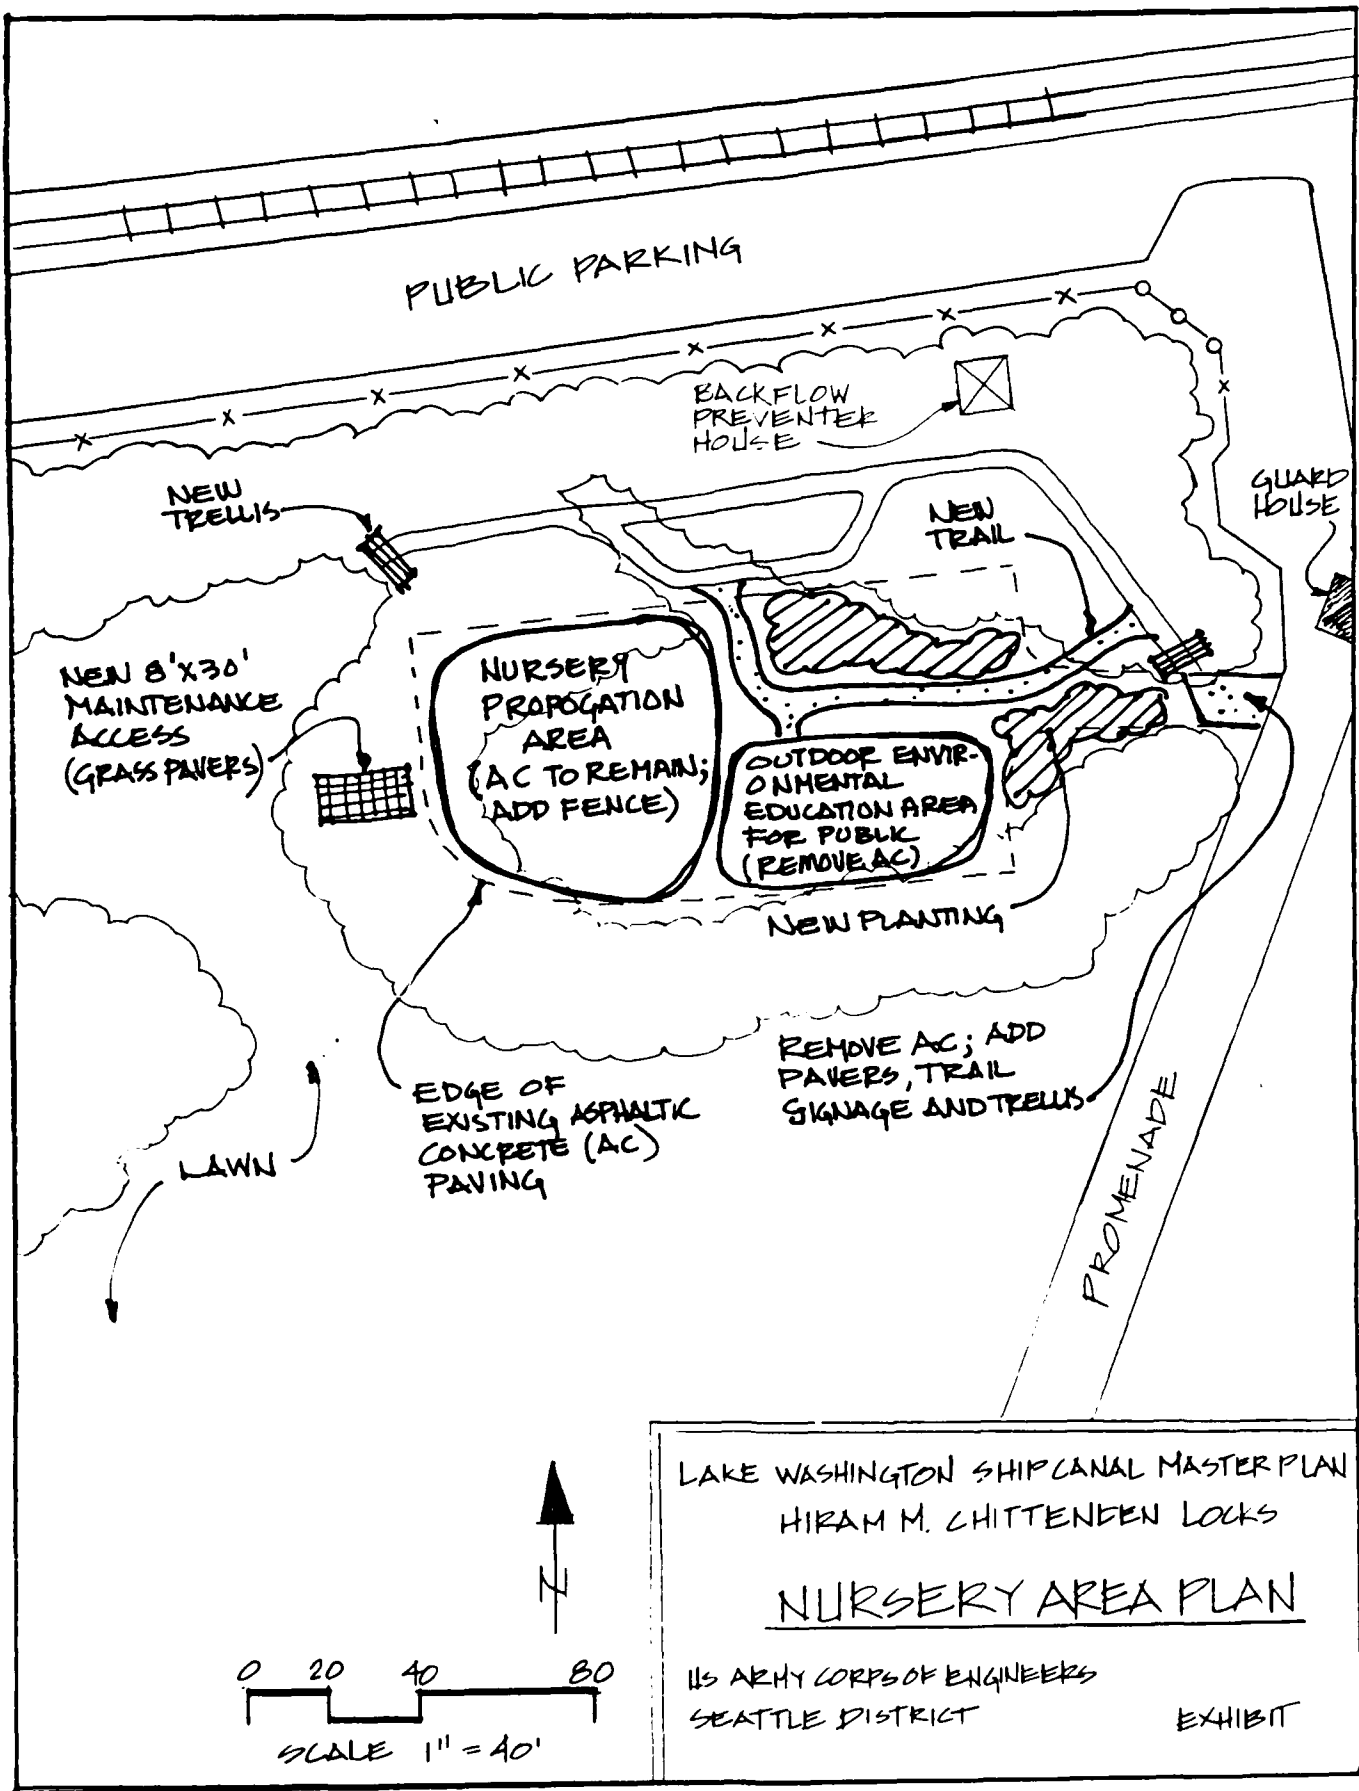 PUBLIC PARKING
BACKFLOW
PREVENTER
HOUSE
NEW
TRELLIS
NEW
TRAIL
GUARD
HOUSE
NEW 8'X30'
MAINTENANCE
ACCESS
(GRASS PAVERS)
NURSERY
PROPOGATION
AREA
(AC TO REMAIN;
ADD FENCE)
OUTDOOR ENVIR-
ONMENTAL
EDUCATION AREA
FOR PUBLIC
(REMOVE AC)
NEW PLANTING
REMOVE AC; ADD
PAVERS, TRAIL
SIGNAGE AND TRELLIS
EDGE OF
EXISTING ASPHALTIC
CONCRETE (AC)
PAVING
LAWN
PROMENADE
N
0 20 40 80
SCALE 1" = 40'
LAKE WASHINGTON SHIP CANAL MASTER PLAN
HIRAM M. CHITTENEEN LOCKS
NURSERY AREA PLAN
US ARMY CORPS OF ENGINEERS
SEATTLE DISTRICT EXHIBIT